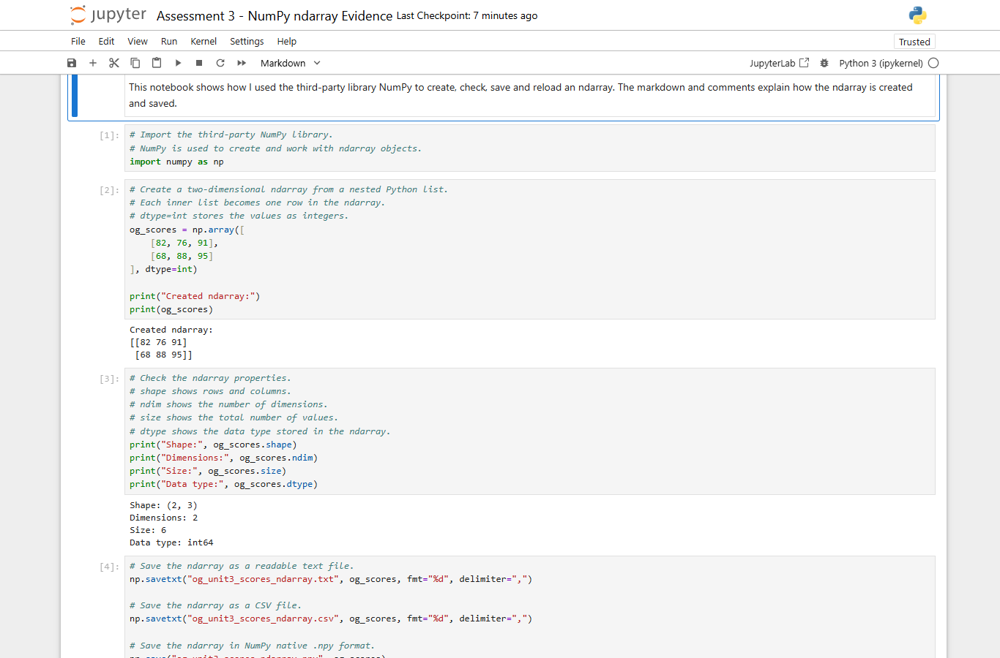 jupyter Assessment 3 - NumPy ndarray Evidence Last Checkpoint: 7 minutes ago
File Edit View Run Kernel Settings Help
Trusted
Markdown
JupyterLab
Python 3 (ipykernel)
This notebook shows how I used the third-party library NumPy to create, check, save and reload an ndarray. The markdown and comments explain how the ndarray is created
and saved.
[1]:
# Import the third-party NumPy library.
# NumPy is used to create and work with ndarray objects.
import numpy as np
[2]:
# Create a two-dimensional ndarray from a nested Python list.
# Each inner list becomes one row in the ndarray.
# dtype=int stores the values as integers.
og_scores = np.array([
    [82, 76, 91],
    [68, 88, 95]
], dtype=int)
print("Created ndarray:")
print(og_scores)
Created ndarray:
[[82 76 91]
 [68 88 95]]
[3]:
# Check the ndarray properties.
# shape shows rows and columns.
# ndim shows the number of dimensions.
# size shows the total number of values.
# dtype shows the data type stored in the ndarray.
print("Shape:", og_scores.shape)
print("Dimensions:", og_scores.ndim)
print("Size:", og_scores.size)
print("Data type:", og_scores.dtype)
Shape: (2, 3)
Dimensions: 2
Size: 6
Data type: int64
[4]:
# Save the ndarray as a readable text file.
np.savetxt("og_unit3_scores_ndarray.txt", og_scores, fmt="%d", delimiter=",")
# Save the ndarray as a CSV file.
np.savetxt("og_unit3_scores_ndarray.csv", og_scores, fmt="%d", delimiter=",")
# Save the ndarray in NumPy native .npy format.